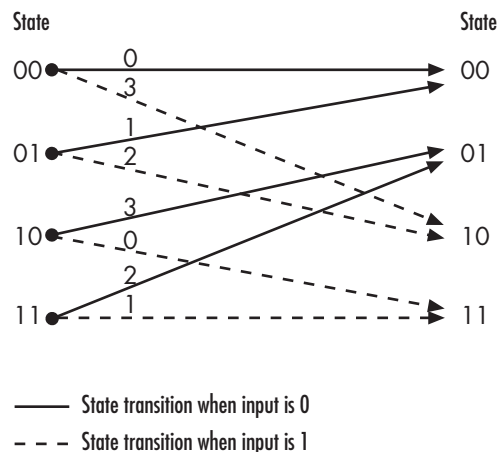 State State
00 0 00
3
01 1 01
2
10 3 10
0
11 2 11
1
State transition when input is 0
State transition when input is 1